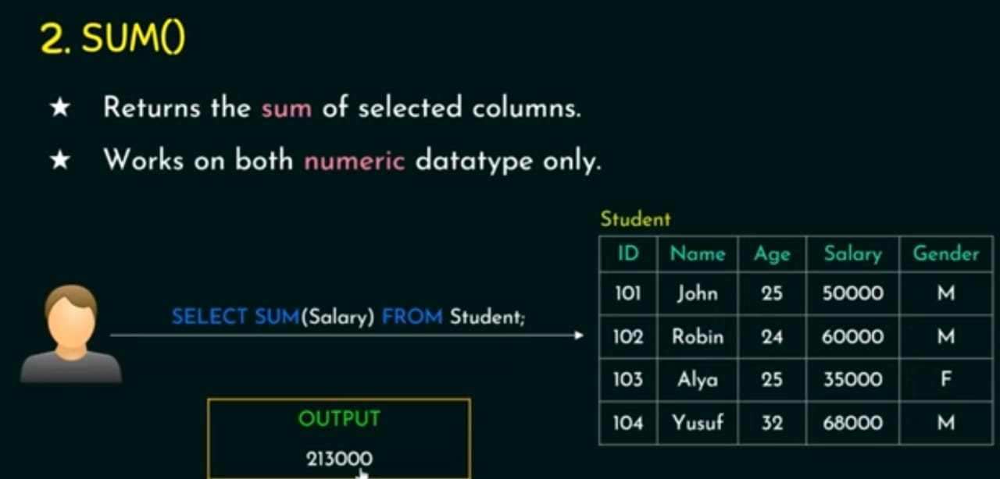 2. SUM()
★ Returns the sum of selected columns.
★ Works on both numeric datatype only.
Student
ID Name Age Salary Gender
101 John 25 50000 M
SELECT SUM(Salary) FROM Student;
102 Robin 24 60000 M
103 Alya 25 35000 F
104 Yusuf 32 68000 M
OUTPUT
213000